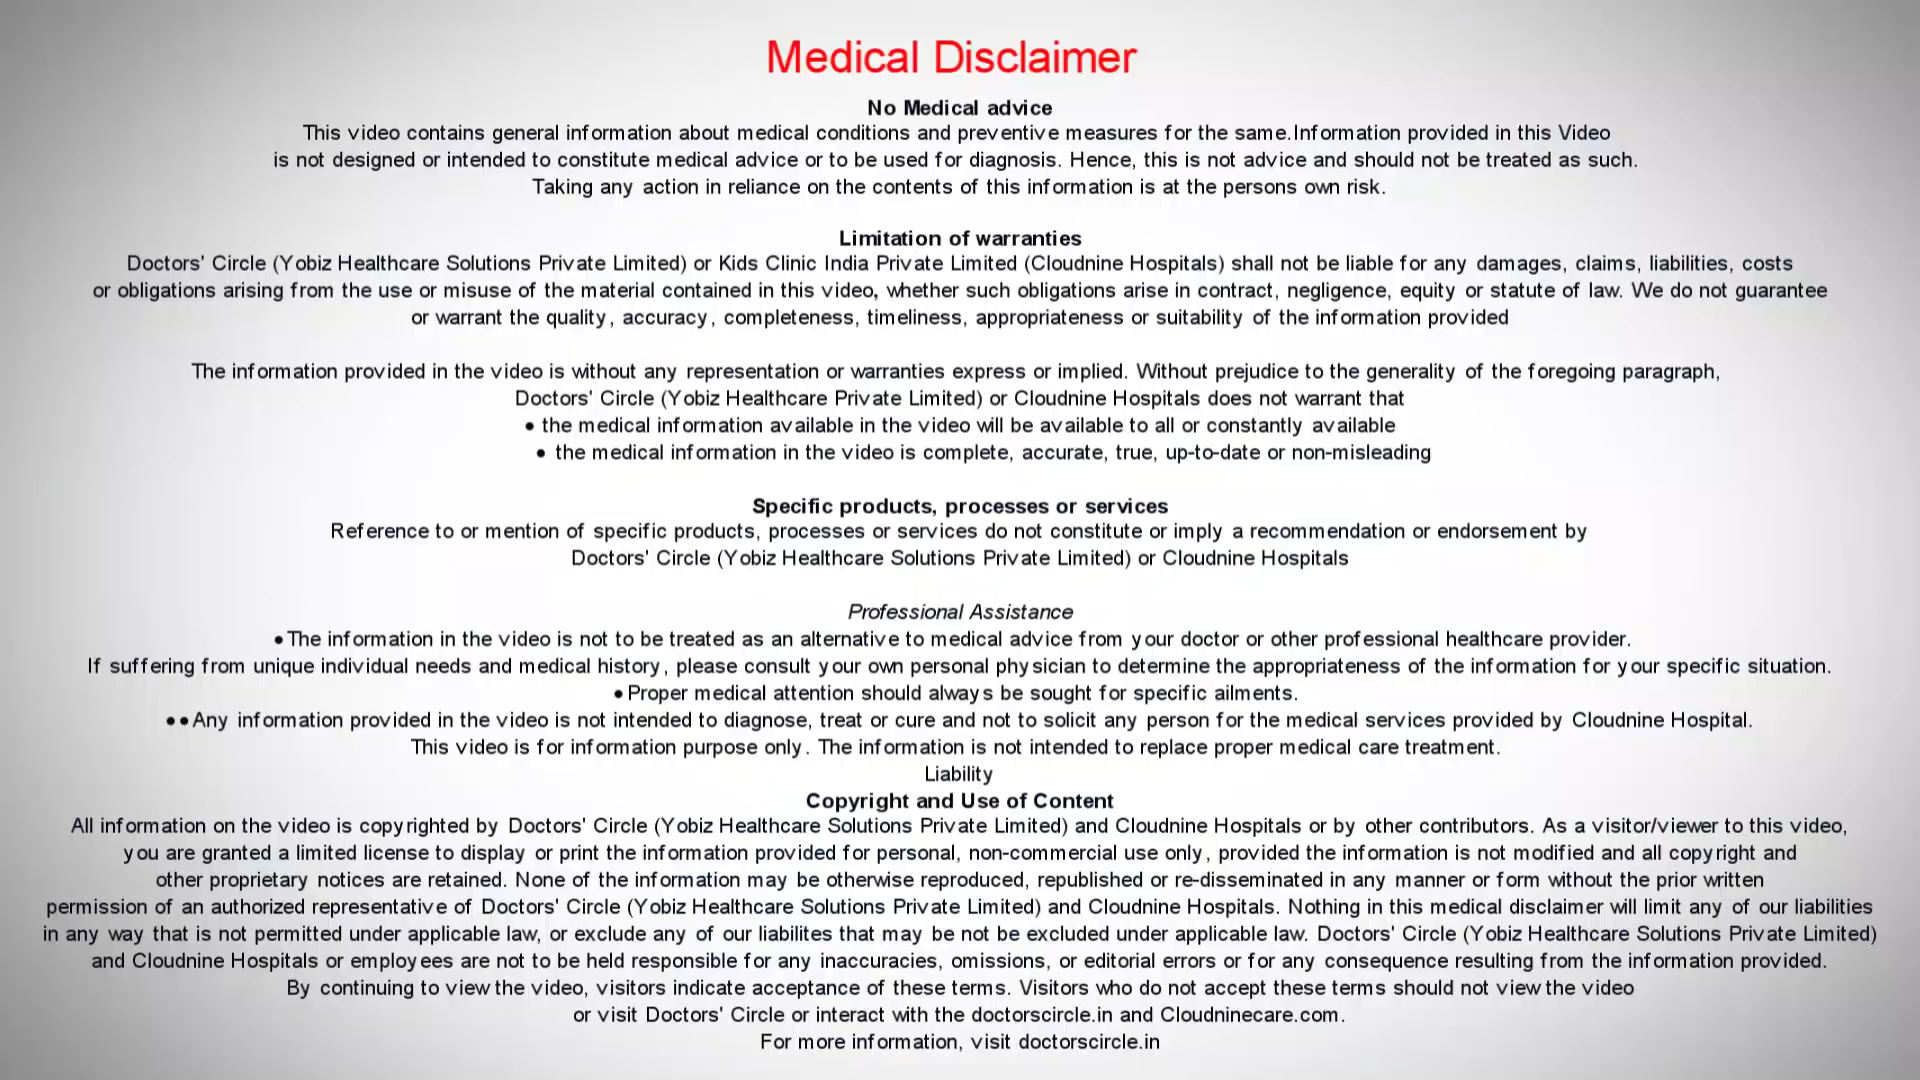 Medical Disclaimer
No Medical advice
This video contains general information about medical conditions and preventive measures for the same.Information provided in this Video
is not designed or intended to constitute medical advice or to be used for diagnosis. Hence, this is not advice and should not be treated as such.
Taking any action in reliance on the contents of this information is at the persons own risk.
Limitation of warranties
Doctors' Circle (Yobiz Healthcare Solutions Private Limited) or Kids Clinic India Private Limited (Cloudnine Hospitals) shall not be liable for any damages, claims, liabilities, costs
or obligations arising from the use or misuse of the material contained in this video, whether such obligations arise in contract, negligence, equity or statute of law. We do not guarantee
or warrant the quality, accuracy, completeness, timeliness, appropriateness or suitability of the information provided
The information provided in the video is without any representation or warranties express or implied. Without prejudice to the generality of the foregoing paragraph,
Doctors' Circle (Yobiz Healthcare Private Limited) or Cloudnine Hospitals does not warrant that
● the medical information available in the video will be available to all or constantly available
● the medical information in the video is complete, accurate, true, up-to-date or non-misleading
Specific products, processes or services
Reference to or mention of specific products, processes or services do not constitute or imply a recommendation or endorsement by
Doctors' Circle (Yobiz Healthcare Solutions Private Limited) or Cloudnine Hospitals
Professional Assistance
●The information in the video is not to be treated as an alternative to medical advice from your doctor or other professional healthcare provider.
If suffering from unique individual needs and medical history, please consult your own personal physician to determine the appropriateness of the information for your specific situation.
●Proper medical attention should always be sought for specific ailments.
●●Any information provided in the video is not intended to diagnose, treat or cure and not to solicit any person for the medical services provided by Cloudnine Hospital.
This video is for information purpose only. The information is not intended to replace proper medical care treatment.
Liability
Copyright and Use of Content
All information on the video is copyrighted by Doctors' Circle (Yobiz Healthcare Solutions Private Limited) and Cloudnine Hospitals or by other contributors. As a visitor/viewer to this video,
you are granted a limited license to display or print the information provided for personal, non-commercial use only, provided the information is not modified and all copyright and
other proprietary notices are retained. None of the information may be otherwise reproduced, republished or re-disseminated in any manner or form without the prior written
permission of an authorized representative of Doctors' Circle (Yobiz Healthcare Solutions Private Limited) and Cloudnine Hospitals. Nothing in this medical disclaimer will limit any of our liabilities
in any way that is not permitted under applicable law, or exclude any of our liabilites that may be not be excluded under applicable law. Doctors' Circle (Yobiz Healthcare Solutions Private Limited)
and Cloudnine Hospitals or employees are not to be held responsible for any inaccuracies, omissions, or editorial errors or for any consequence resulting from the information provided.
By continuing to view the video, visitors indicate acceptance of these terms. Visitors who do not accept these terms should not view the video
or visit Doctors' Circle or interact with the doctorscircle.in and Cloudninecare.com.
For more information, visit doctorscircle.in